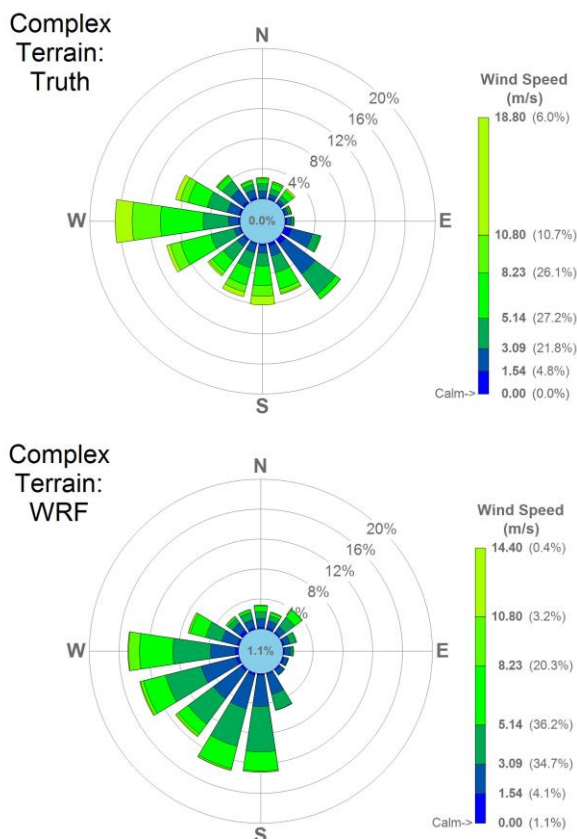 Complex
Terrain:
Truth
N
20%
16%
12%
8%
4%
W
0.0%
E
S
Wind Speed
(m/s)
18.80 (6.0%)
10.80 (10.7%)
8.23 (26.1%)
5.14 (27.2%)
3.09 (21.8%)
1.54 (4.8%)
Calm-> 0.00 (0.0%)
Complex
Terrain:
WRF
N
20%
16%
12%
8%
4%
W
1.1%
E
S
Wind Speed
(m/s)
14.40 (0.4%)
10.80 (3.2%)
8.23 (20.3%)
5.14 (36.2%)
3.09 (34.7%)
1.54 (4.1%)
Calm-> 0.00 (1.1%)